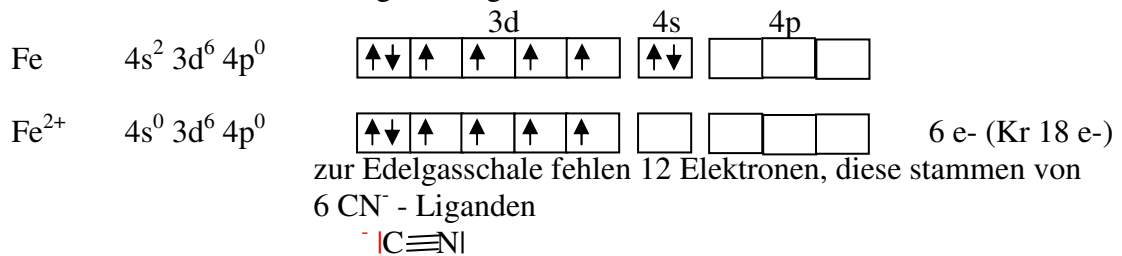 3d 4s 4p
Fe 4s² 3d⁶ 4p⁰
Fe²⁺ 4s⁰ 3d⁶ 4p⁰ 6 e- (Kr 18 e-)
zur Edelgasschale fehlen 12 Elektronen, diese stammen von
6 CN⁻ - Liganden
⁻ |C≡N|